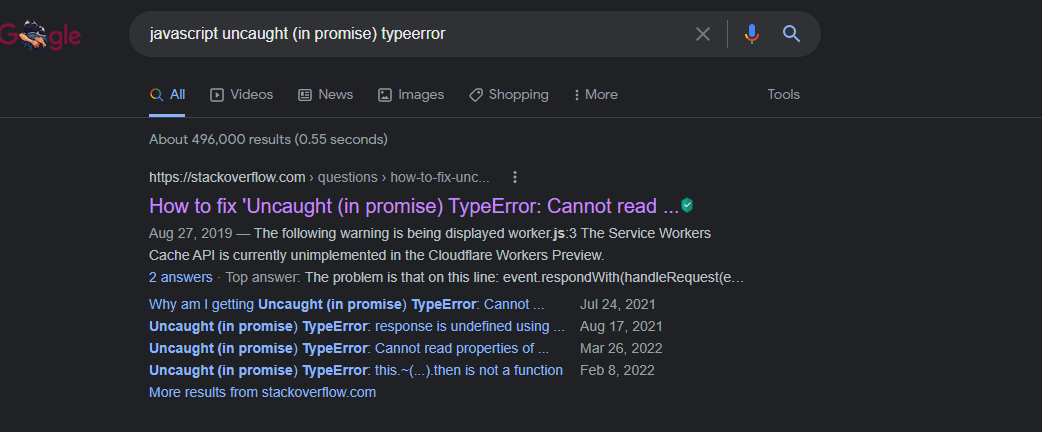 Google
javascript uncaught (in promise) typeerror
All Videos News Images Shopping More Tools
About 496,000 results (0.55 seconds)
https://stackoverflow.com › questions › how-to-fix-unc...
How to fix 'Uncaught (in promise) TypeError: Cannot read ...
Aug 27, 2019 — The following warning is being displayed worker.js:3 The Service Workers
Cache API is currently unimplemented in the Cloudflare Workers Preview.
2 answers · Top answer: The problem is that on this line: event.respondWith(handleRequest(e…
Why am I getting Uncaught (in promise) TypeError: Cannot ... Jul 24, 2021
Uncaught (in promise) TypeError: response is undefined using ... Aug 17, 2021
Uncaught (in promise) TypeError: Cannot read properties of ... Mar 26, 2022
Uncaught (in promise) TypeError: this.~(...).then is not a function Feb 8, 2022
More results from stackoverflow.com